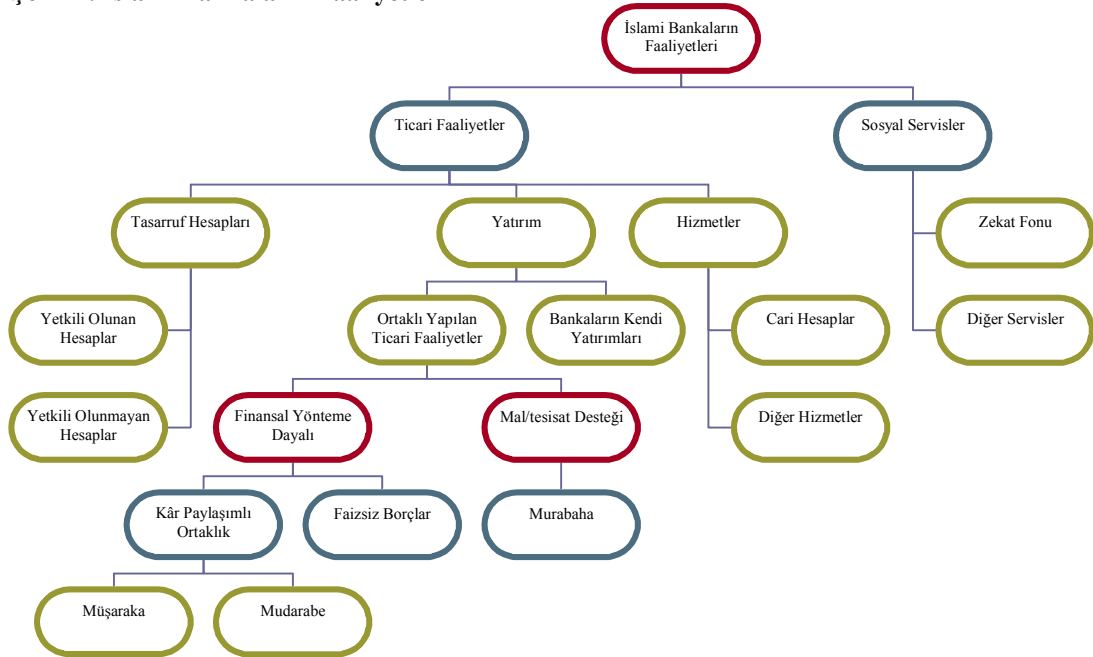 İslami Bankaların
Faaliyetleri
Ticari Faaliyetler
Sosyal Servisler
Tasarruf Hesapları
Yatırım
Hizmetler
Zekat Fonu
Yetkili Olunan
Hesaplar
Ortaklı Yapılan
Ticari Faaliyetler
Bankaların Kendi
Yatırımları
Cari Hesaplar
Diğer Servisler
Yetkili Olunmayan
Hesaplar
Finansal Yönteme
Dayalı
Mal/tesisat Desteği
Diğer Hizmetler
Kâr Paylaşımlı
Ortaklık
Faizsiz Borçlar
Murabaha
Müşaraka
Mudarabe